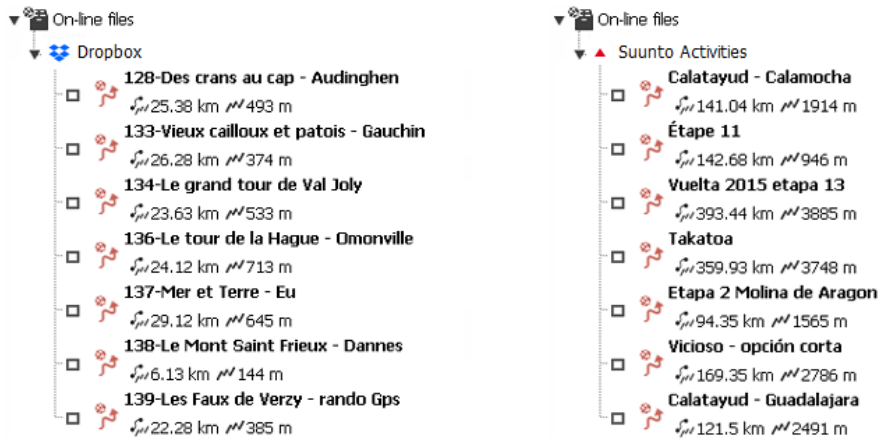 On-line files
Dropbox
128-Des crans au cap - Audinghen
25.38 km 493 m
133-Vieux cailloux et patois - Gauchin
26.28 km 374 m
134-Le grand tour de Val Joly
23.63 km 533 m
136-Le tour de la Hague - Omonville
24.12 km 713 m
137-Mer et Terre - Eu
29.12 km 645 m
138-Le Mont Saint Frieux - Dannes
6.13 km 144 m
139-Les Faux de Verzy - rando Gps
22.28 km 385 m
On-line files
Suunto Activities
Calatayud - Calamocha
141.04 km 1914 m
Étape 11
142.68 km 946 m
Vuelta 2015 etapa 13
393.44 km 3885 m
Takatoa
359.93 km 3748 m
Etapa 2 Molina de Aragon
94.35 km 1565 m
Vicioso - opción corta
169.35 km 2786 m
Calatayud - Guadalajara
121.5 km 2491 m